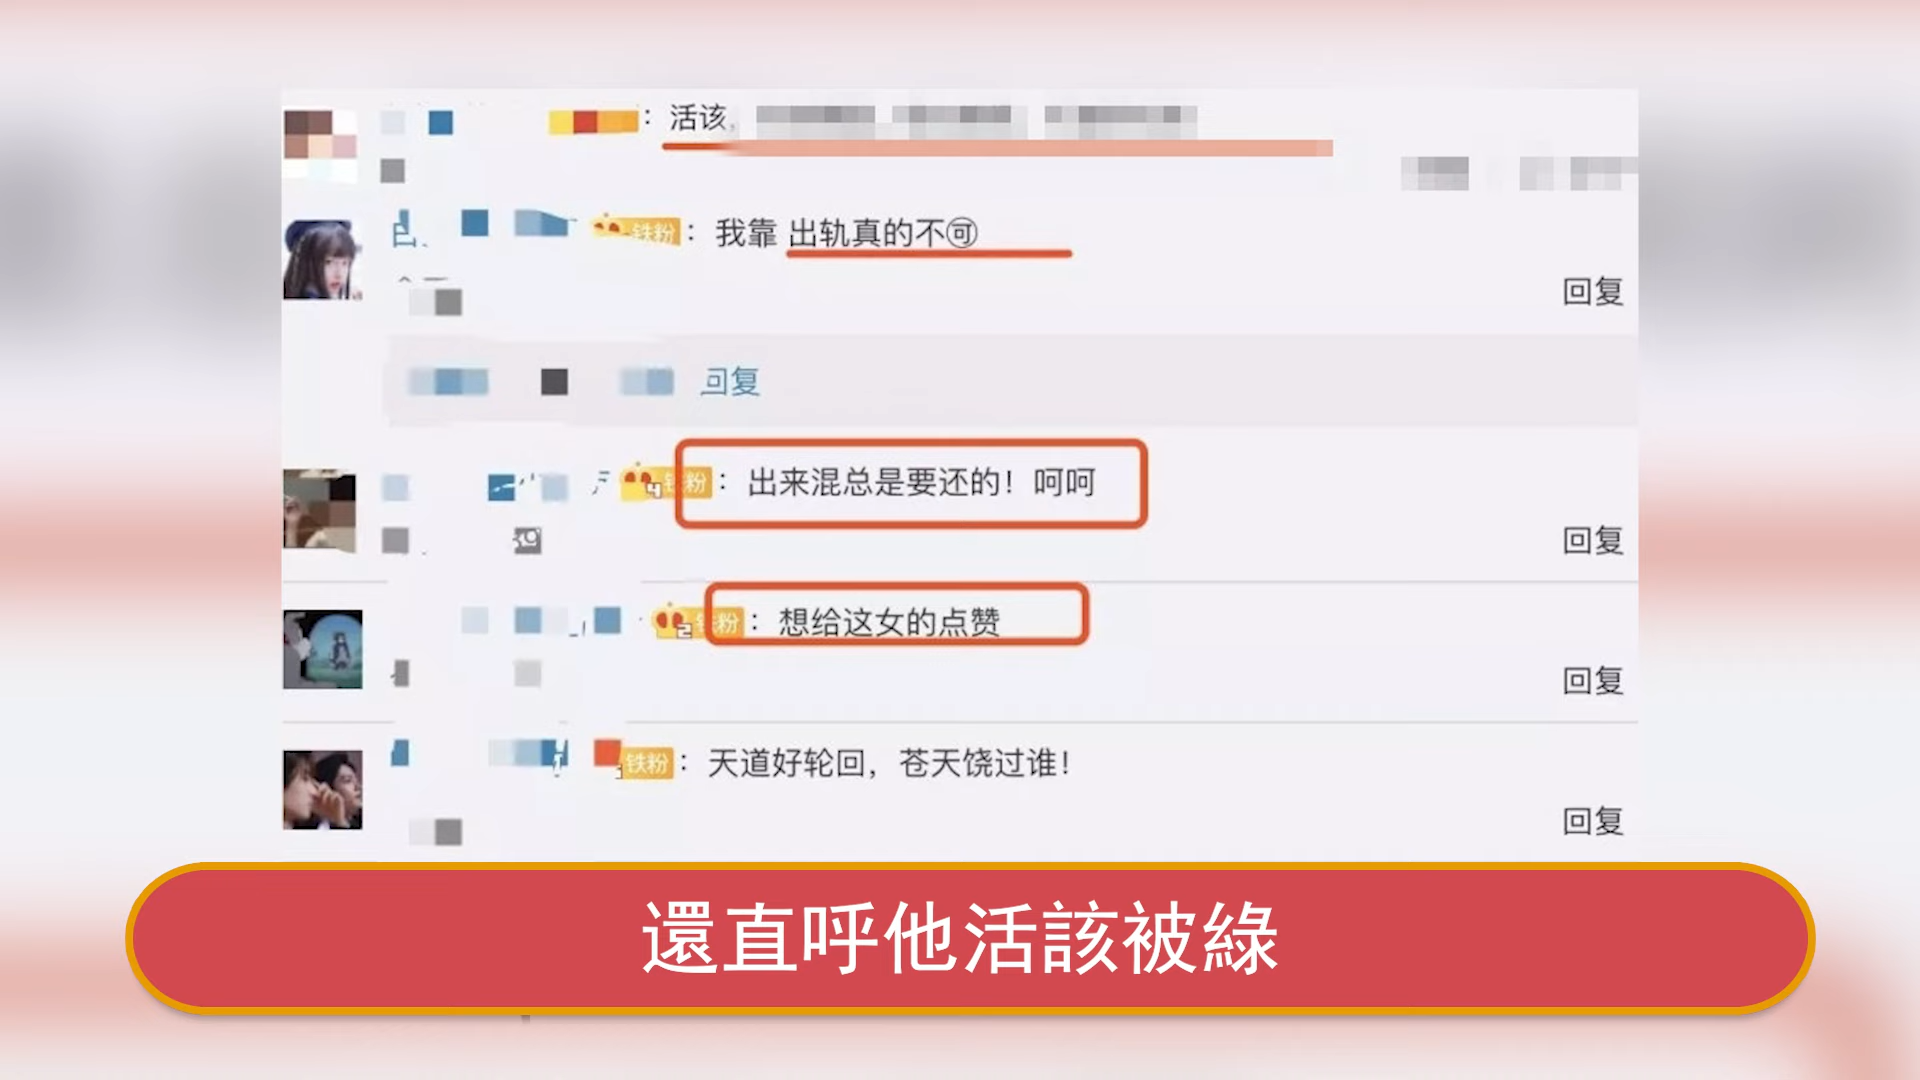 ：活该，
铁粉：我靠 出轨真的不可
回复
回复
铁粉：出来混总是要还的！呵呵
回复
铁粉：想给这女的点赞
回复
铁粉：天道好轮回，苍天饶过谁！
回复
還直呼他活該被綠